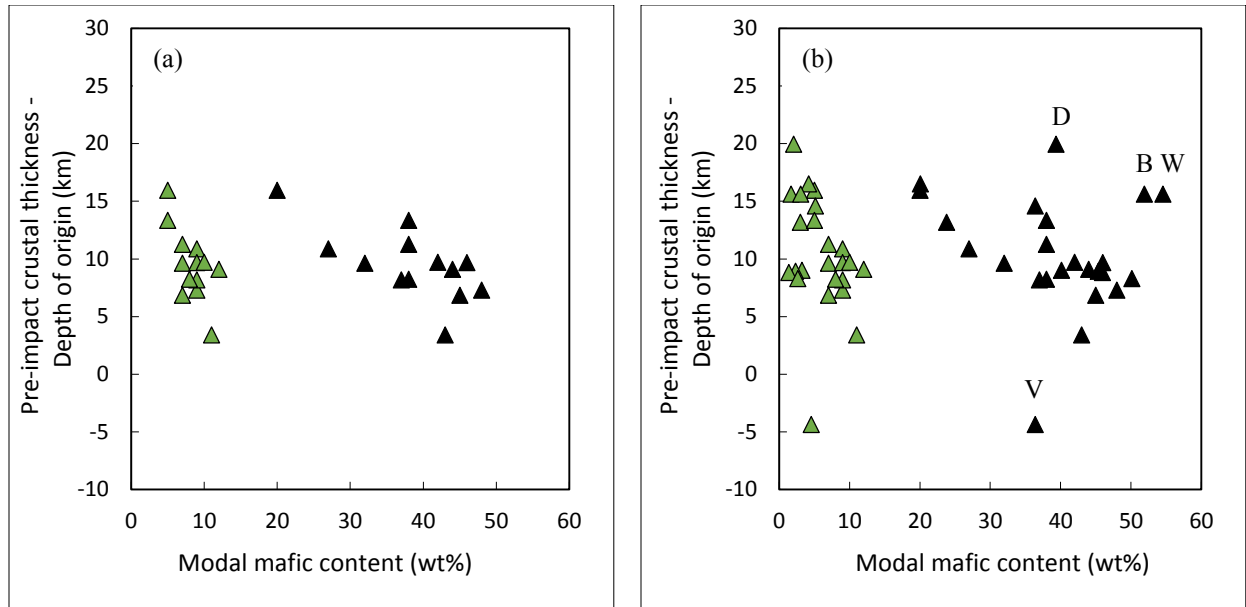 (a)
Pre-impact crustal thickness -
Depth of origin (km)
30
25
20
15
10
5
0
-5
-10
0 10 20 30 40 50 60
Modal mafic content (wt%)
(b)
Pre-impact crustal thickness -
Depth of origin (km)
30
25
20
15
10
5
0
-5
-10
D
B W
V
0 10 20 30 40 50 60
Modal mafic content (wt%)